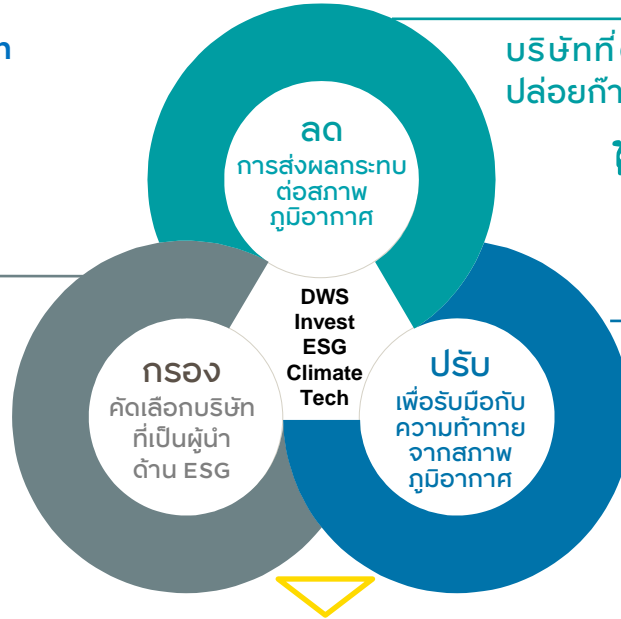 บริษัทที่
ปล่อยก๊า
ลด
การส่งผลกระทบ
ต่อสภาพ
ภูมิอากาศ
DWS
Invest
ESG
Climate
Tech
กรอง
คัดเลือกบริษัท
ที่เป็นผู้นำ
ด้าน ESG
ปรับ
เพื่อรับมือกับ
ความท้าทาย
จากสภาพ
ภูมิอากาศ